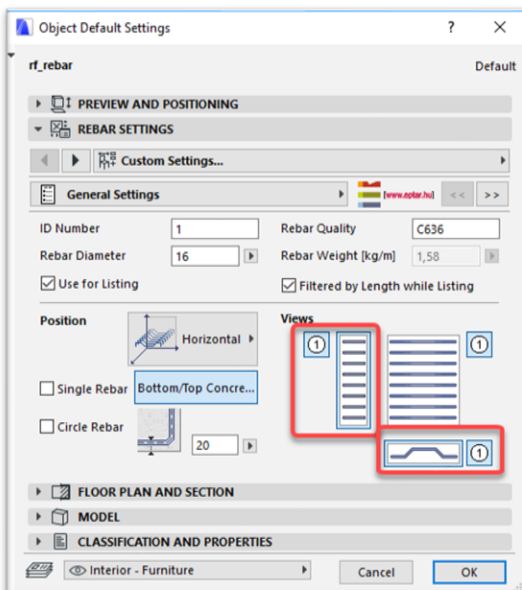 Object Default Settings ? ×
rf_rebar Default
PREVIEW AND POSITIONING
REBAR SETTINGS
Custom Settings...
General Settings [www.eptar.hu] << >>
ID Number 1 Rebar Quality C636
Rebar Diameter 16 Rebar Weight [kg/m] 1,58
Use for Listing Filtered by Length while Listing
Position Horizontal Views 1 1
Single Rebar Bottom/Top Concre...
Circle Rebar 20 1
FLOOR PLAN AND SECTION
MODEL
CLASSIFICATION AND PROPERTIES
Interior - Furniture Cancel OK